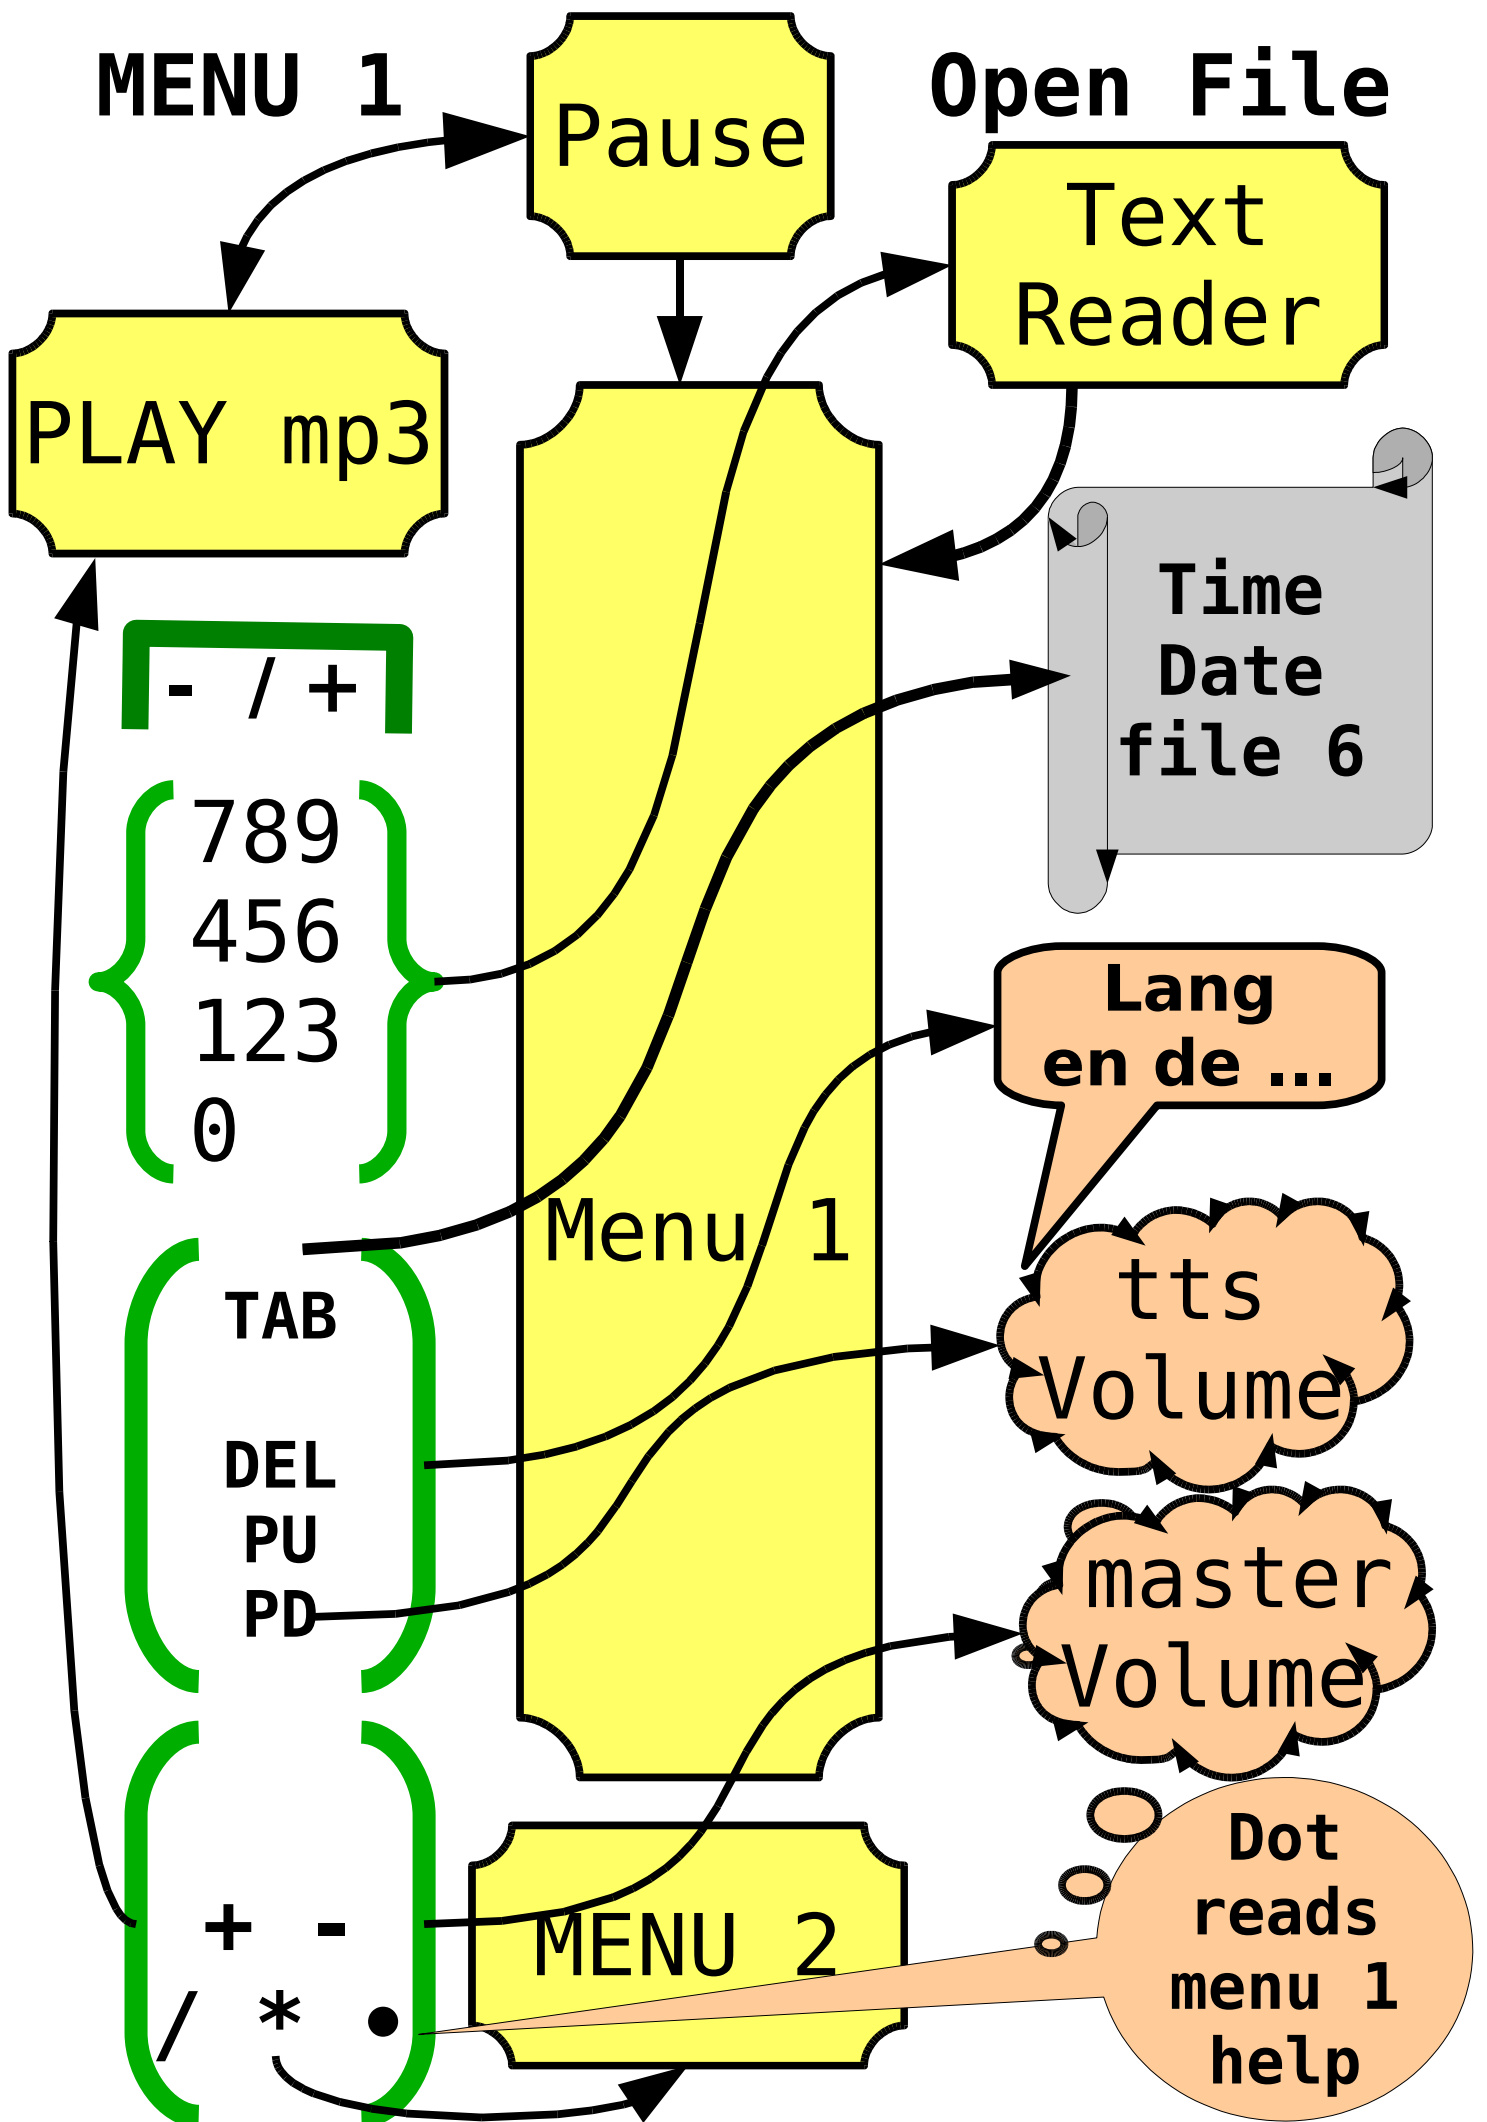 MENU 1
Pause
Open File
Text
Reader
PLAY mp3
- / +
789
456
123
0
Time
Date
file 6
Lang
en de ...
Menu 1
TAB
DEL
PU
PD
tts
Volume
master
Volume
+ -
/ * •
MENU 2
Dot
reads
menu 1
help